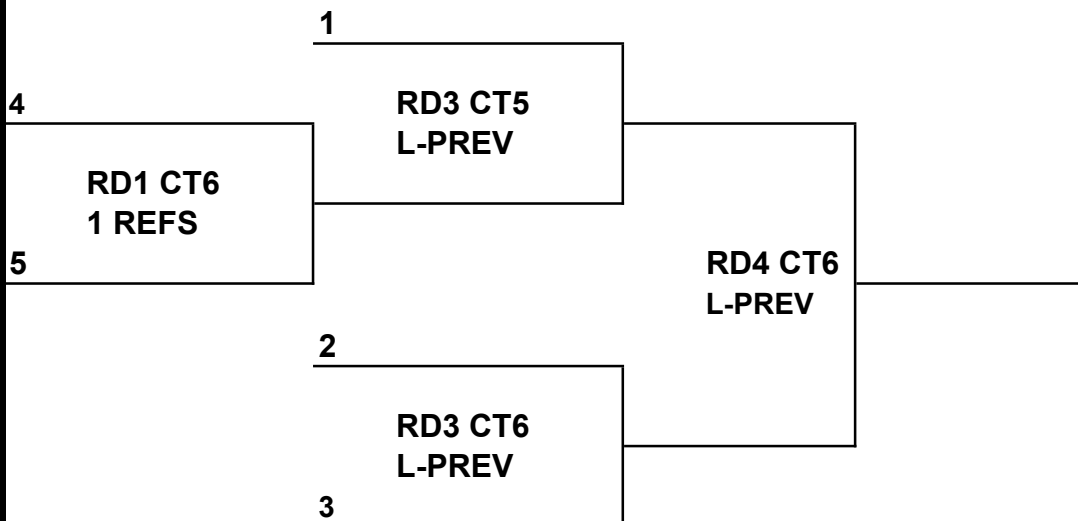 1
4
RD3 CT5
L-PREV
RD1 CT6
1 REFS
5
RD4 CT6
L-PREV
2
RD3 CT6
L-PREV
3